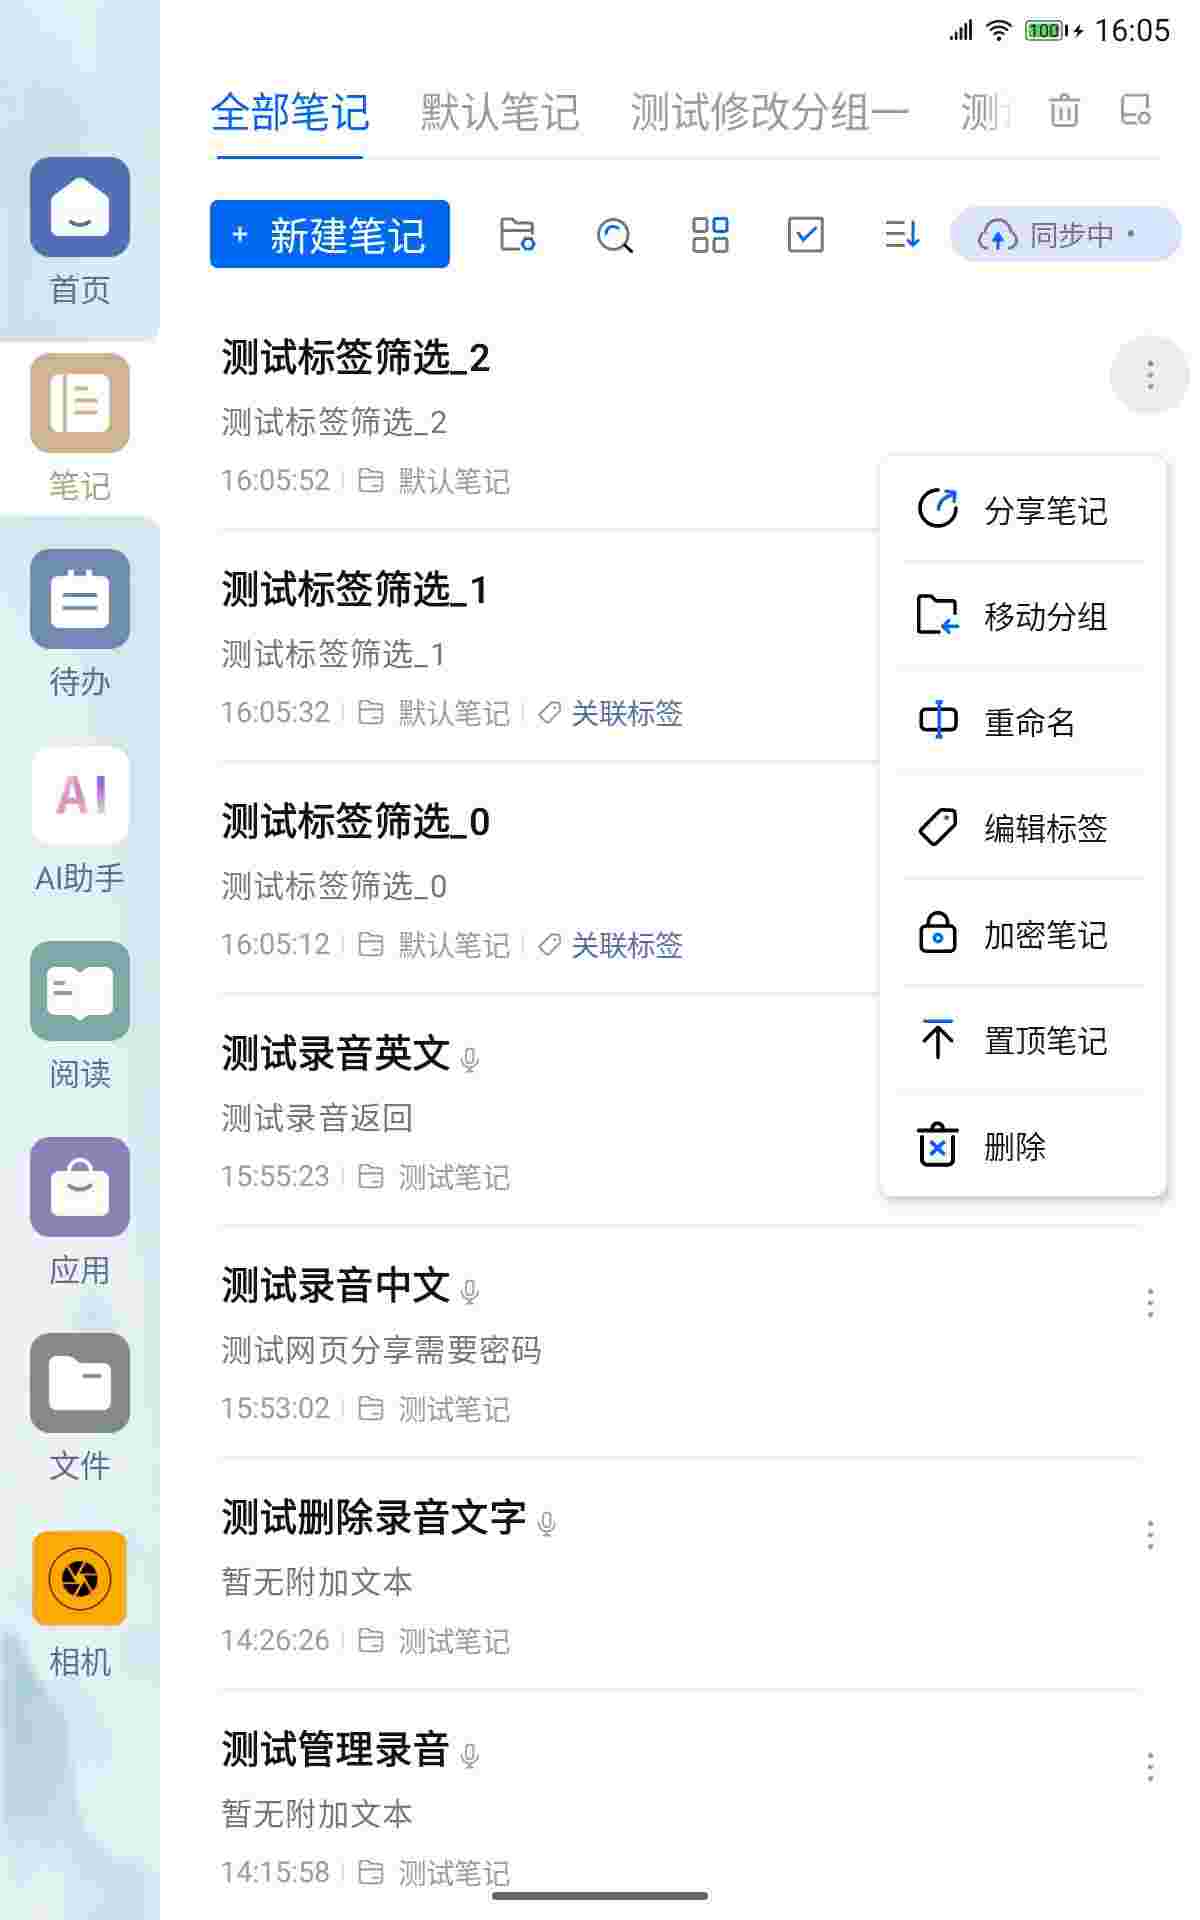 16:05
全部笔记 默认笔记 测试修改分组一 测
+ 新建笔记 同步中
首页
笔记
待办
AI
AI助手
阅读
应用
文件
相机
测试标签筛选_2
测试标签筛选_2
16:05:52 默认笔记
测试标签筛选_1
测试标签筛选_1
16:05:32 默认笔记 关联标签
测试标签筛选_0
测试标签筛选_0
16:05:12 默认笔记 关联标签
测试录音英文
测试录音返回
15:55:23 测试笔记
测试录音中文
测试网页分享需要密码
15:53:02 测试笔记
测试删除录音文字
暂无附加文本
14:26:26 测试笔记
测试管理录音
暂无附加文本
14:15:58 测试笔记
分享笔记
移动分组
重命名
编辑标签
加密笔记
置顶笔记
删除
100